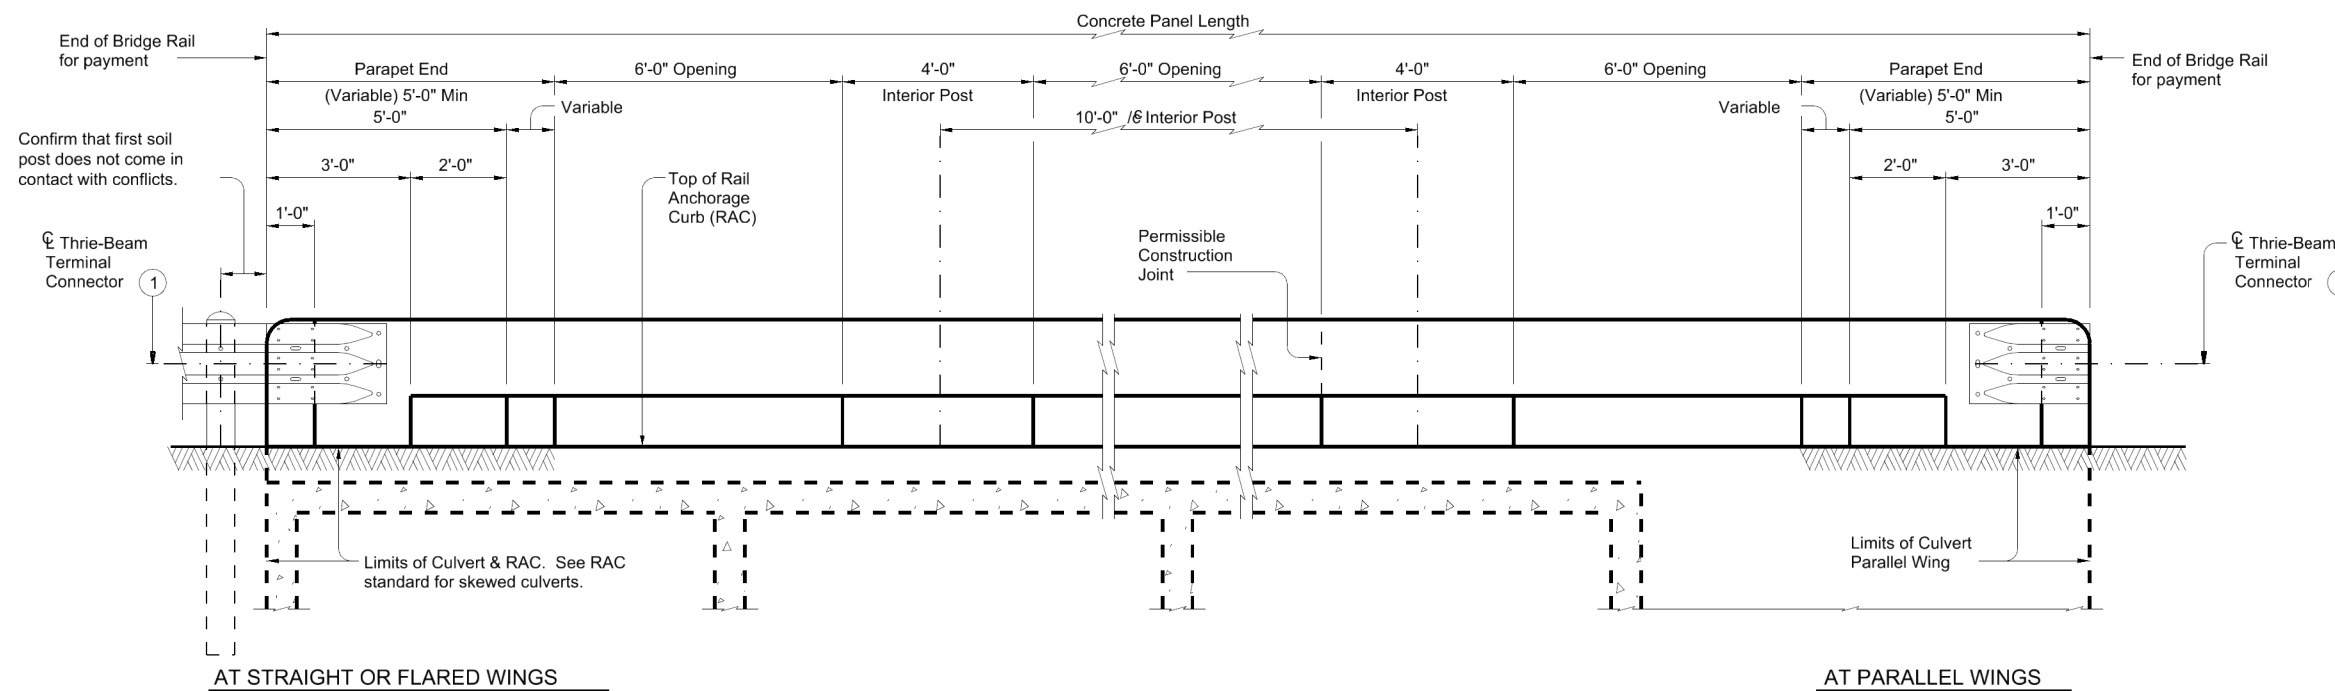 Concrete Panel Length
End of Bridge Rail
for payment
Parapet End
(Variable) 5'-0" Min
6'-0" Opening
4'-0"
Interior Post
6'-0" Opening
4'-0"
Interior Post
6'-0" Opening
Parapet End
(Variable) 5'-0" Min
End of Bridge Rail
for payment
5'-0"
Variable
10'-0" ℄ Interior Post
Variable
5'-0"
Confirm that first soil
post does not come in
contact with conflicts.
3'-0"
2'-0"
Top of Rail
Anchorage
Curb (RAC)
2'-0"
3'-0"
1'-0"
1'-0"
℄ Thrie-Beam
Terminal
Connector
1
Permissible
Construction
Joint
℄ Thrie-Beam
Terminal
Connector
Limits of Culvert & RAC. See RAC
standard for skewed culverts.
Limits of Culvert
Parallel Wing
AT STRAIGHT OR FLARED WINGS
AT PARALLEL WINGS